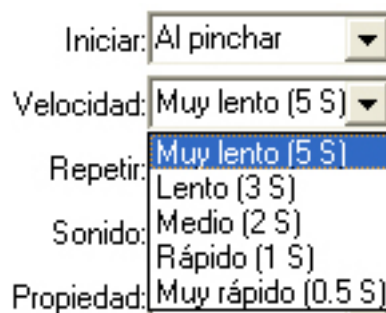 Iniciar: Al pinchar
Velocidad: Muy lento (5 S)
Muy lento (5 S)
Repetir:
Lento (3 S)
Medio (2 S)
Sonido:
Rápido (1 S)
Propiedad: Muy rápido (0.5 S)